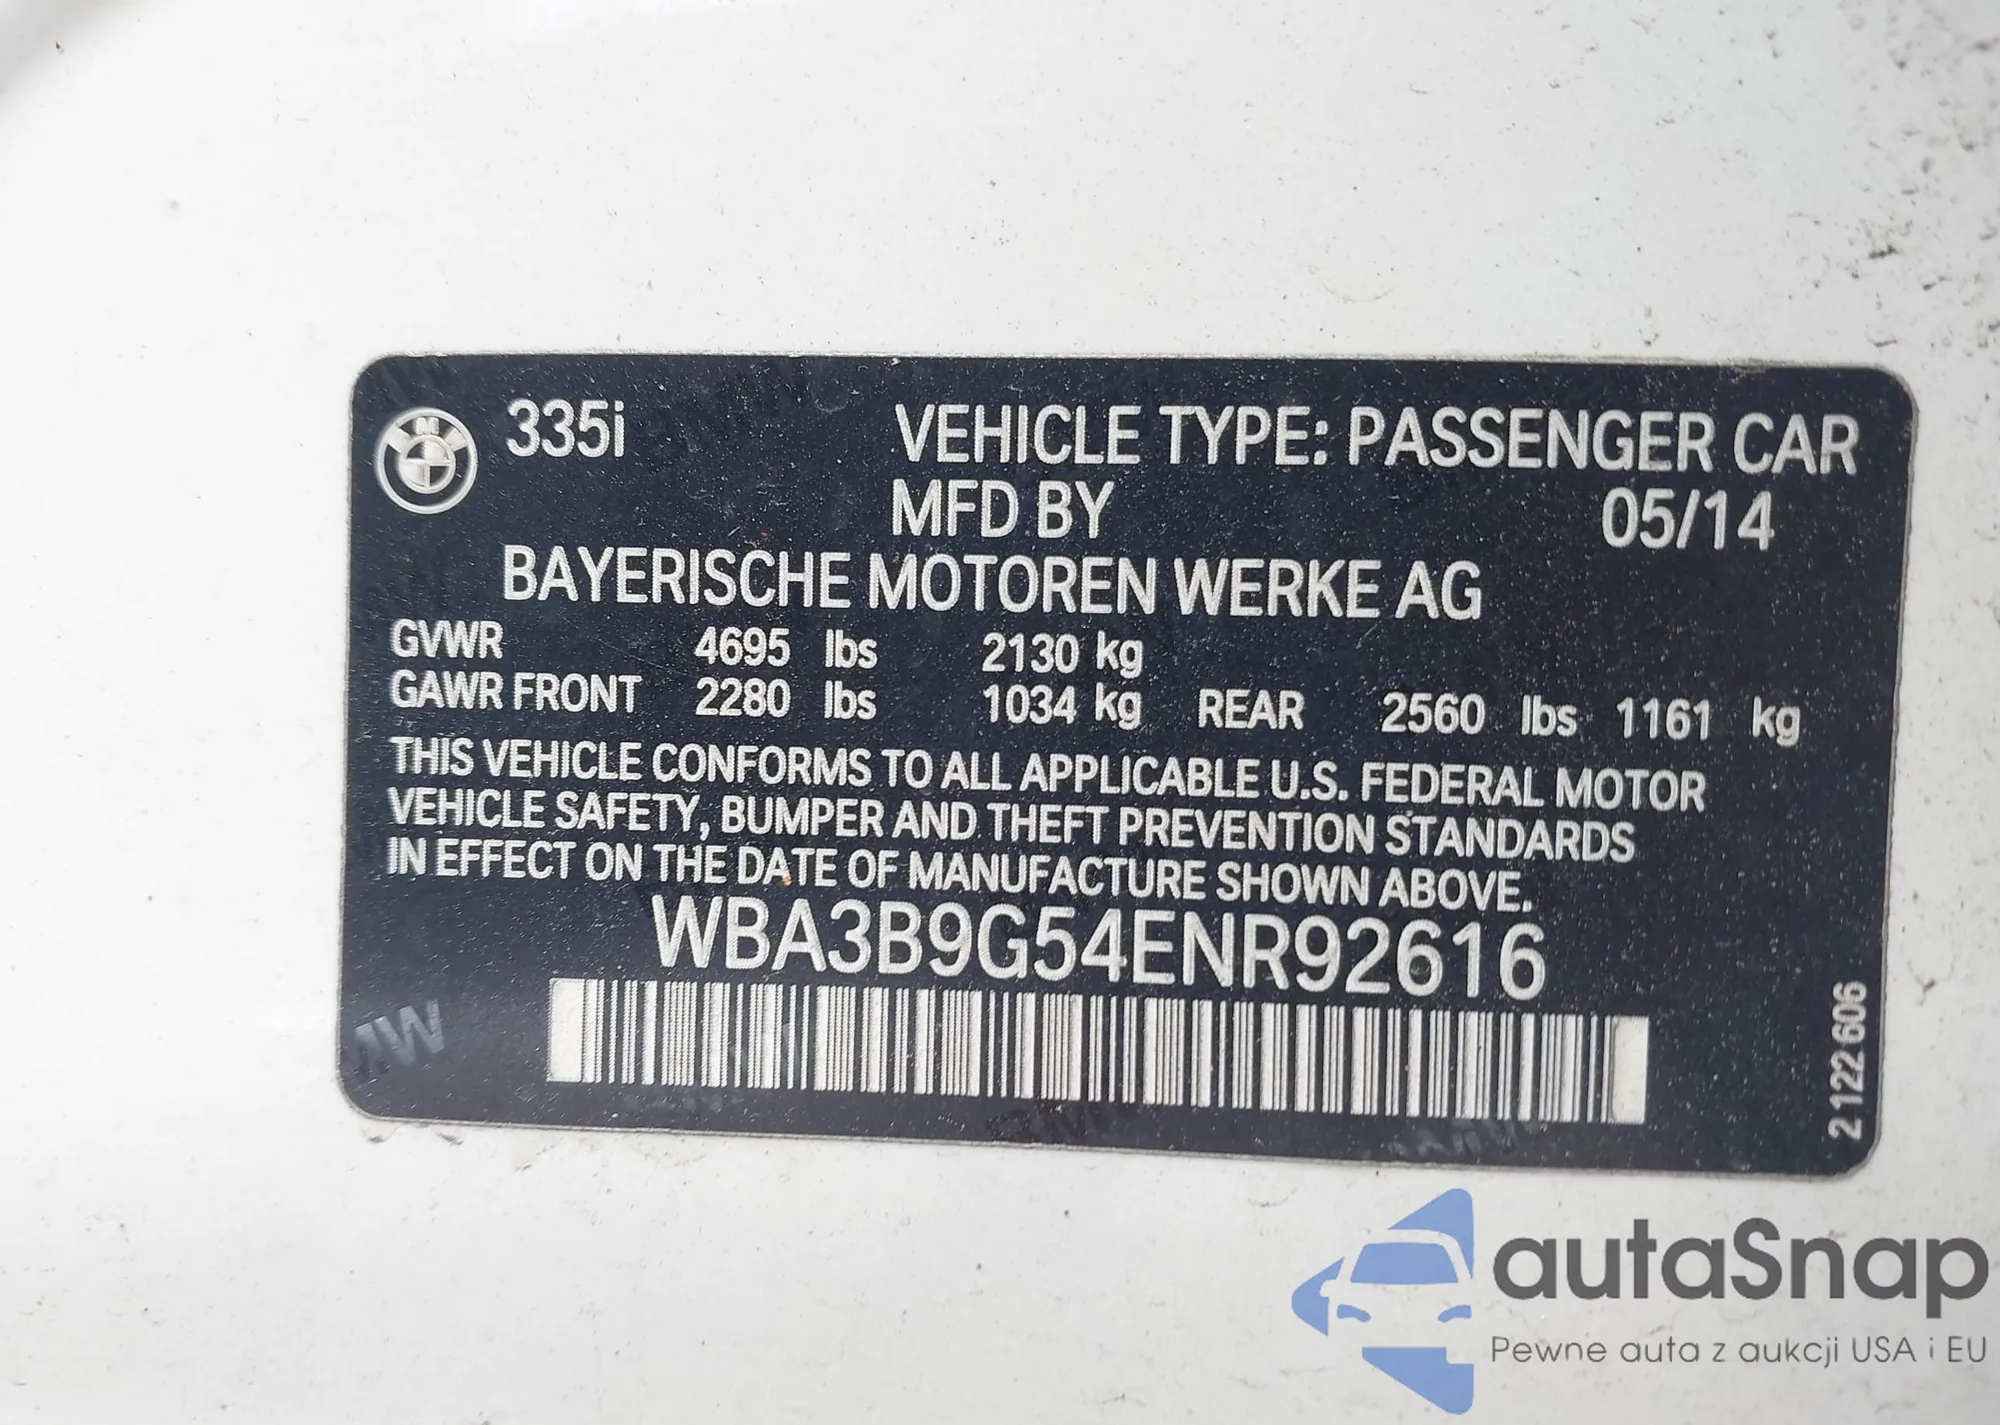 BMW
335i VEHICLE TYPE: PASSENGER CAR
MFD BY 05/14
BAYERISCHE MOTOREN WERKE AG
GVWR 4695 lbs 2130 kg
GAWR FRONT 2280 lbs 1034 kg REAR 2560 lbs 1161 kg
THIS VEHICLE CONFORMS TO ALL APPLICABLE U.S. FEDERAL MOTOR
VEHICLE SAFETY, BUMPER AND THEFT PREVENTION STANDARDS
IN EFFECT ON THE DATE OF MANUFACTURE SHOWN ABOVE.
WBA3B9G54ENR92616
2 122 606
autaSnap
Pewne auta z aukcji USA i EU